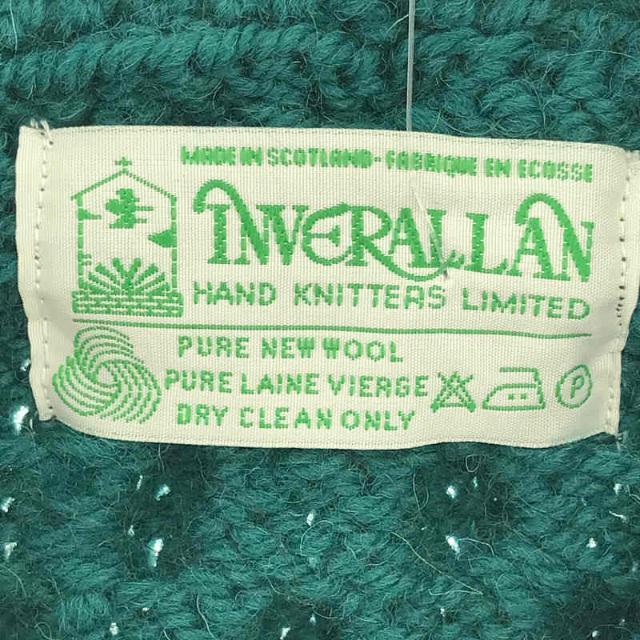 MADE IN SCOTLAND - FABRIQUE EN ECOSSE
INVERALLAN
HAND KNITTERS LIMITED
PURE NEW WOOL
PURE LAINE VIERGE
DRY CLEAN ONLY
P